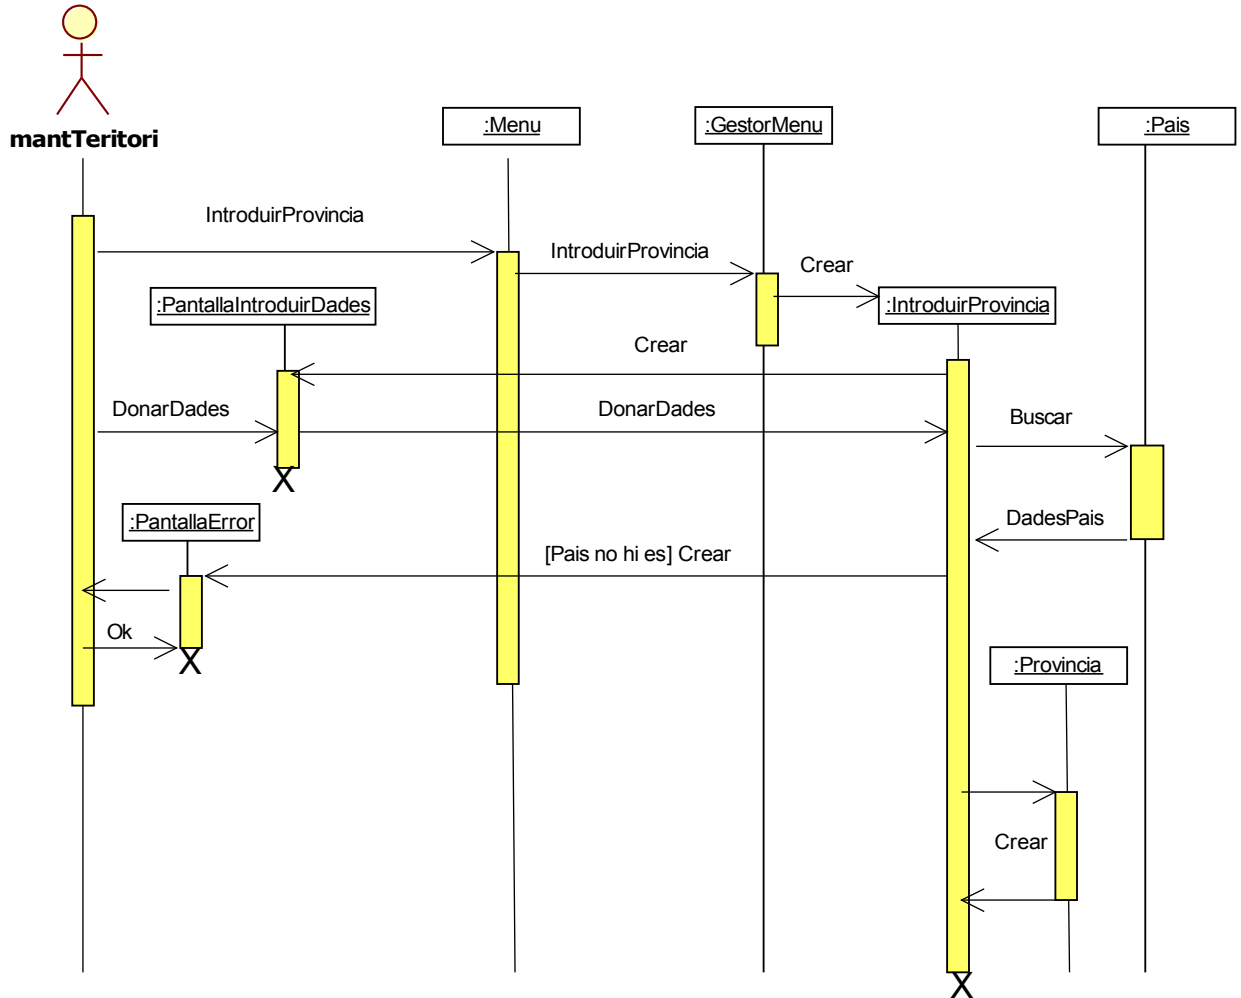 mantTeritori
:Menu
:GestorMenu
:Pais
IntroduirProvincia
IntroduirProvincia
Crear
:PantallaIntroduirDades
:IntroduirProvincia
Crear
DonarDades
DonarDades
Buscar
X
:PantallaError
DadesPais
[Pais no hi es] Crear
Ok
X
:Provincia
Crear
X